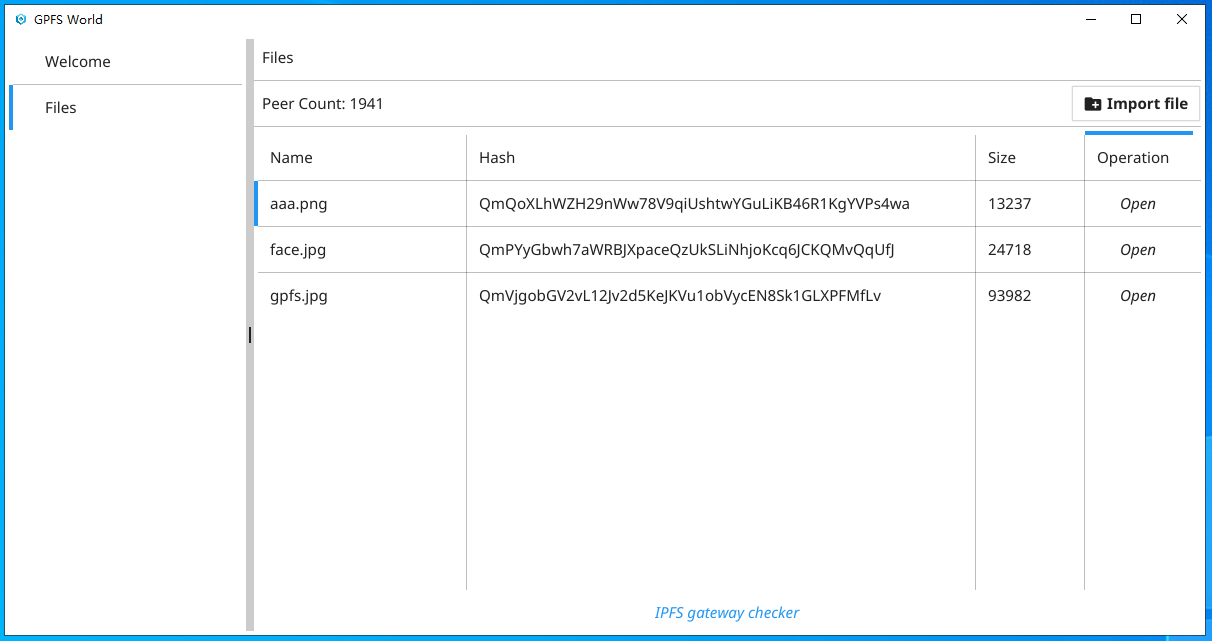 GPFS World
Welcome
Files
Files
Peer Count: 1941
Import file
Name Hash Size Operation
aaa.png QmQoXLhWZH29nWw78V9qiUshtwYGuLiKB46R1KgYVPs4wa 13237 Open
face.jpg QmPYyGbwh7aWRBJXpaceQzUkSLiNhjoKcq6JCKQMvQqUfJ 24718 Open
gpfs.jpg QmVjgobGV2vL12Jv2d5KeJKVu1obVycEN8Sk1GLXPFMfLv 93982 Open
IPFS gateway checker